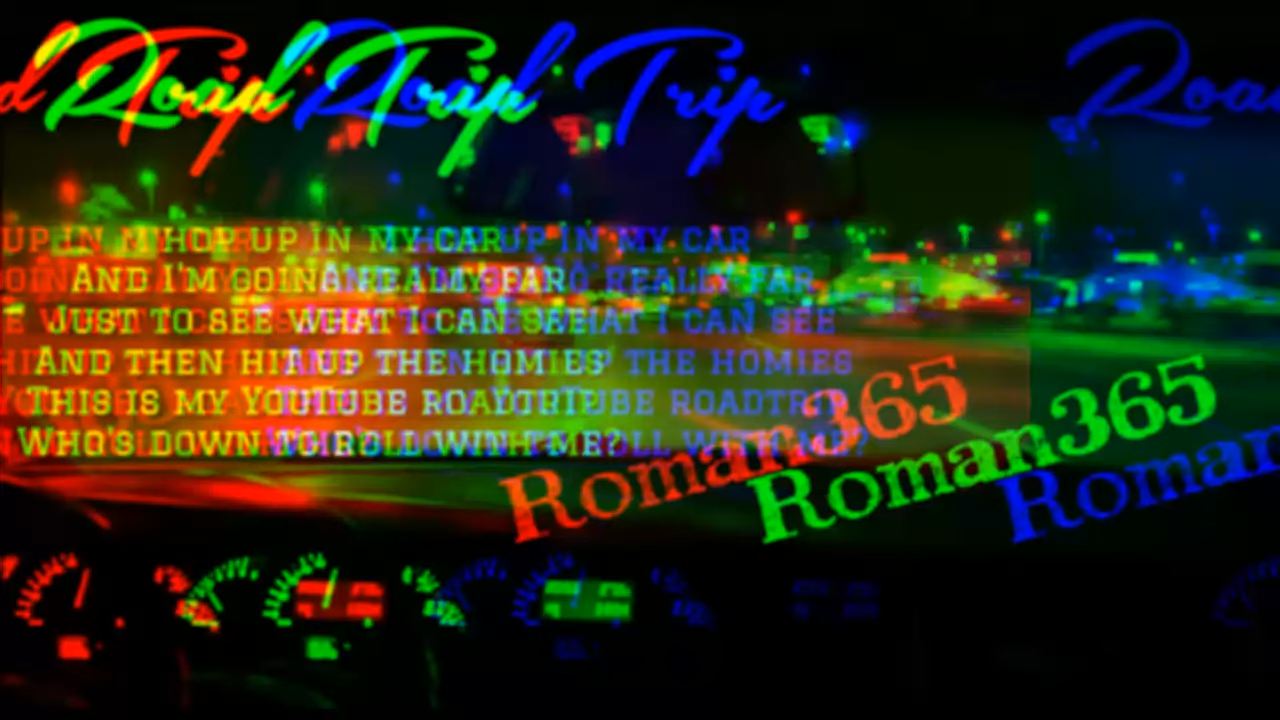 Road Trip
Hop up in my car
And I'm going really far
Just to see what I can see
And then hit up the homies
This is my YouTube roadtrip
Who's down to roll with me?
Roman365